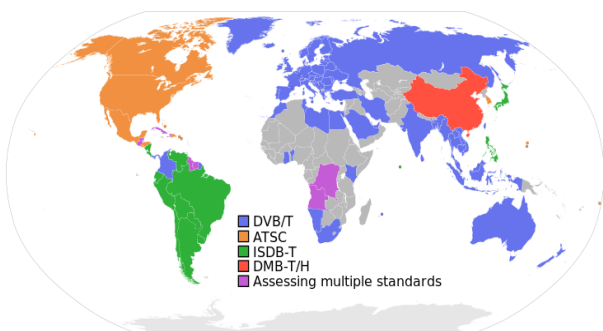 DVB/T
ATSC
ISDB-T
DMB-T/H
Assessing multiple standards